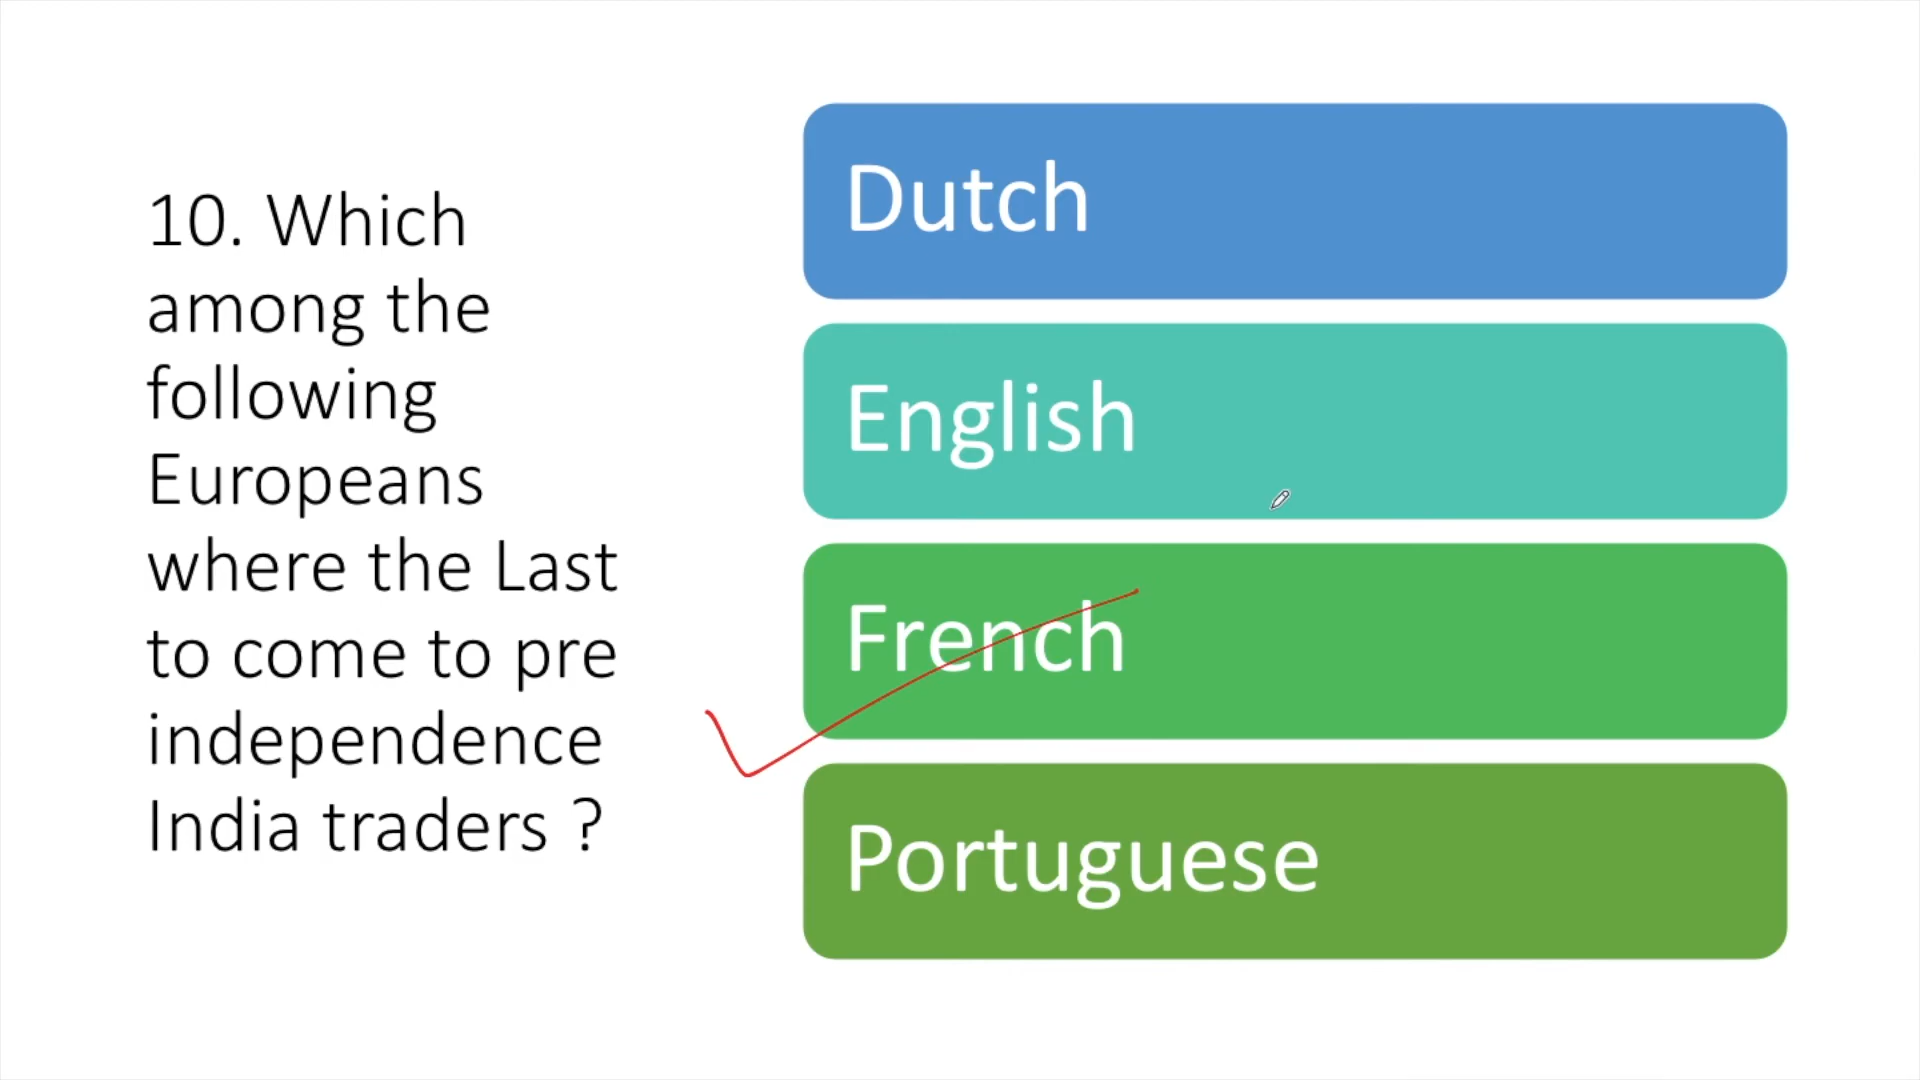 10. Which
among the
following
Europeans
where the Last
to come to pre
independence
India traders ?
Dutch
English
French
Portuguese